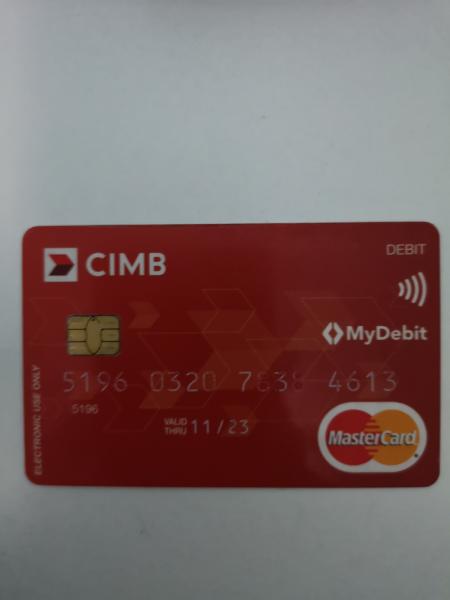 CIMB
DEBIT
MyDebit
5196 0320 4613
5196
VALID THRU 11/23
MasterCard
ELECTRONIC USE ONLY